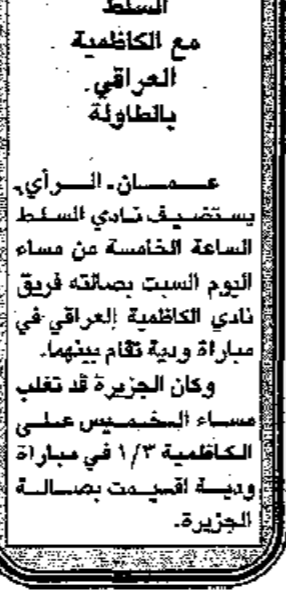 السلط
مع الكاظمية
العراقي
بالطاولة
عـــمـــان ـ الـــرأي ـ
يستضيف نادي السلط
الساعة الخامسة من مساء
اليوم السبت بصالته فريق
نادي الكاظمية العراقي في
مباراة ودية تقام بينهما.
وكان الجزيرة قد تغلب
مساء الخميس على
الكاظمية ١/٣ في مباراة
ودية اقيمت بصالة
الجزيرة.